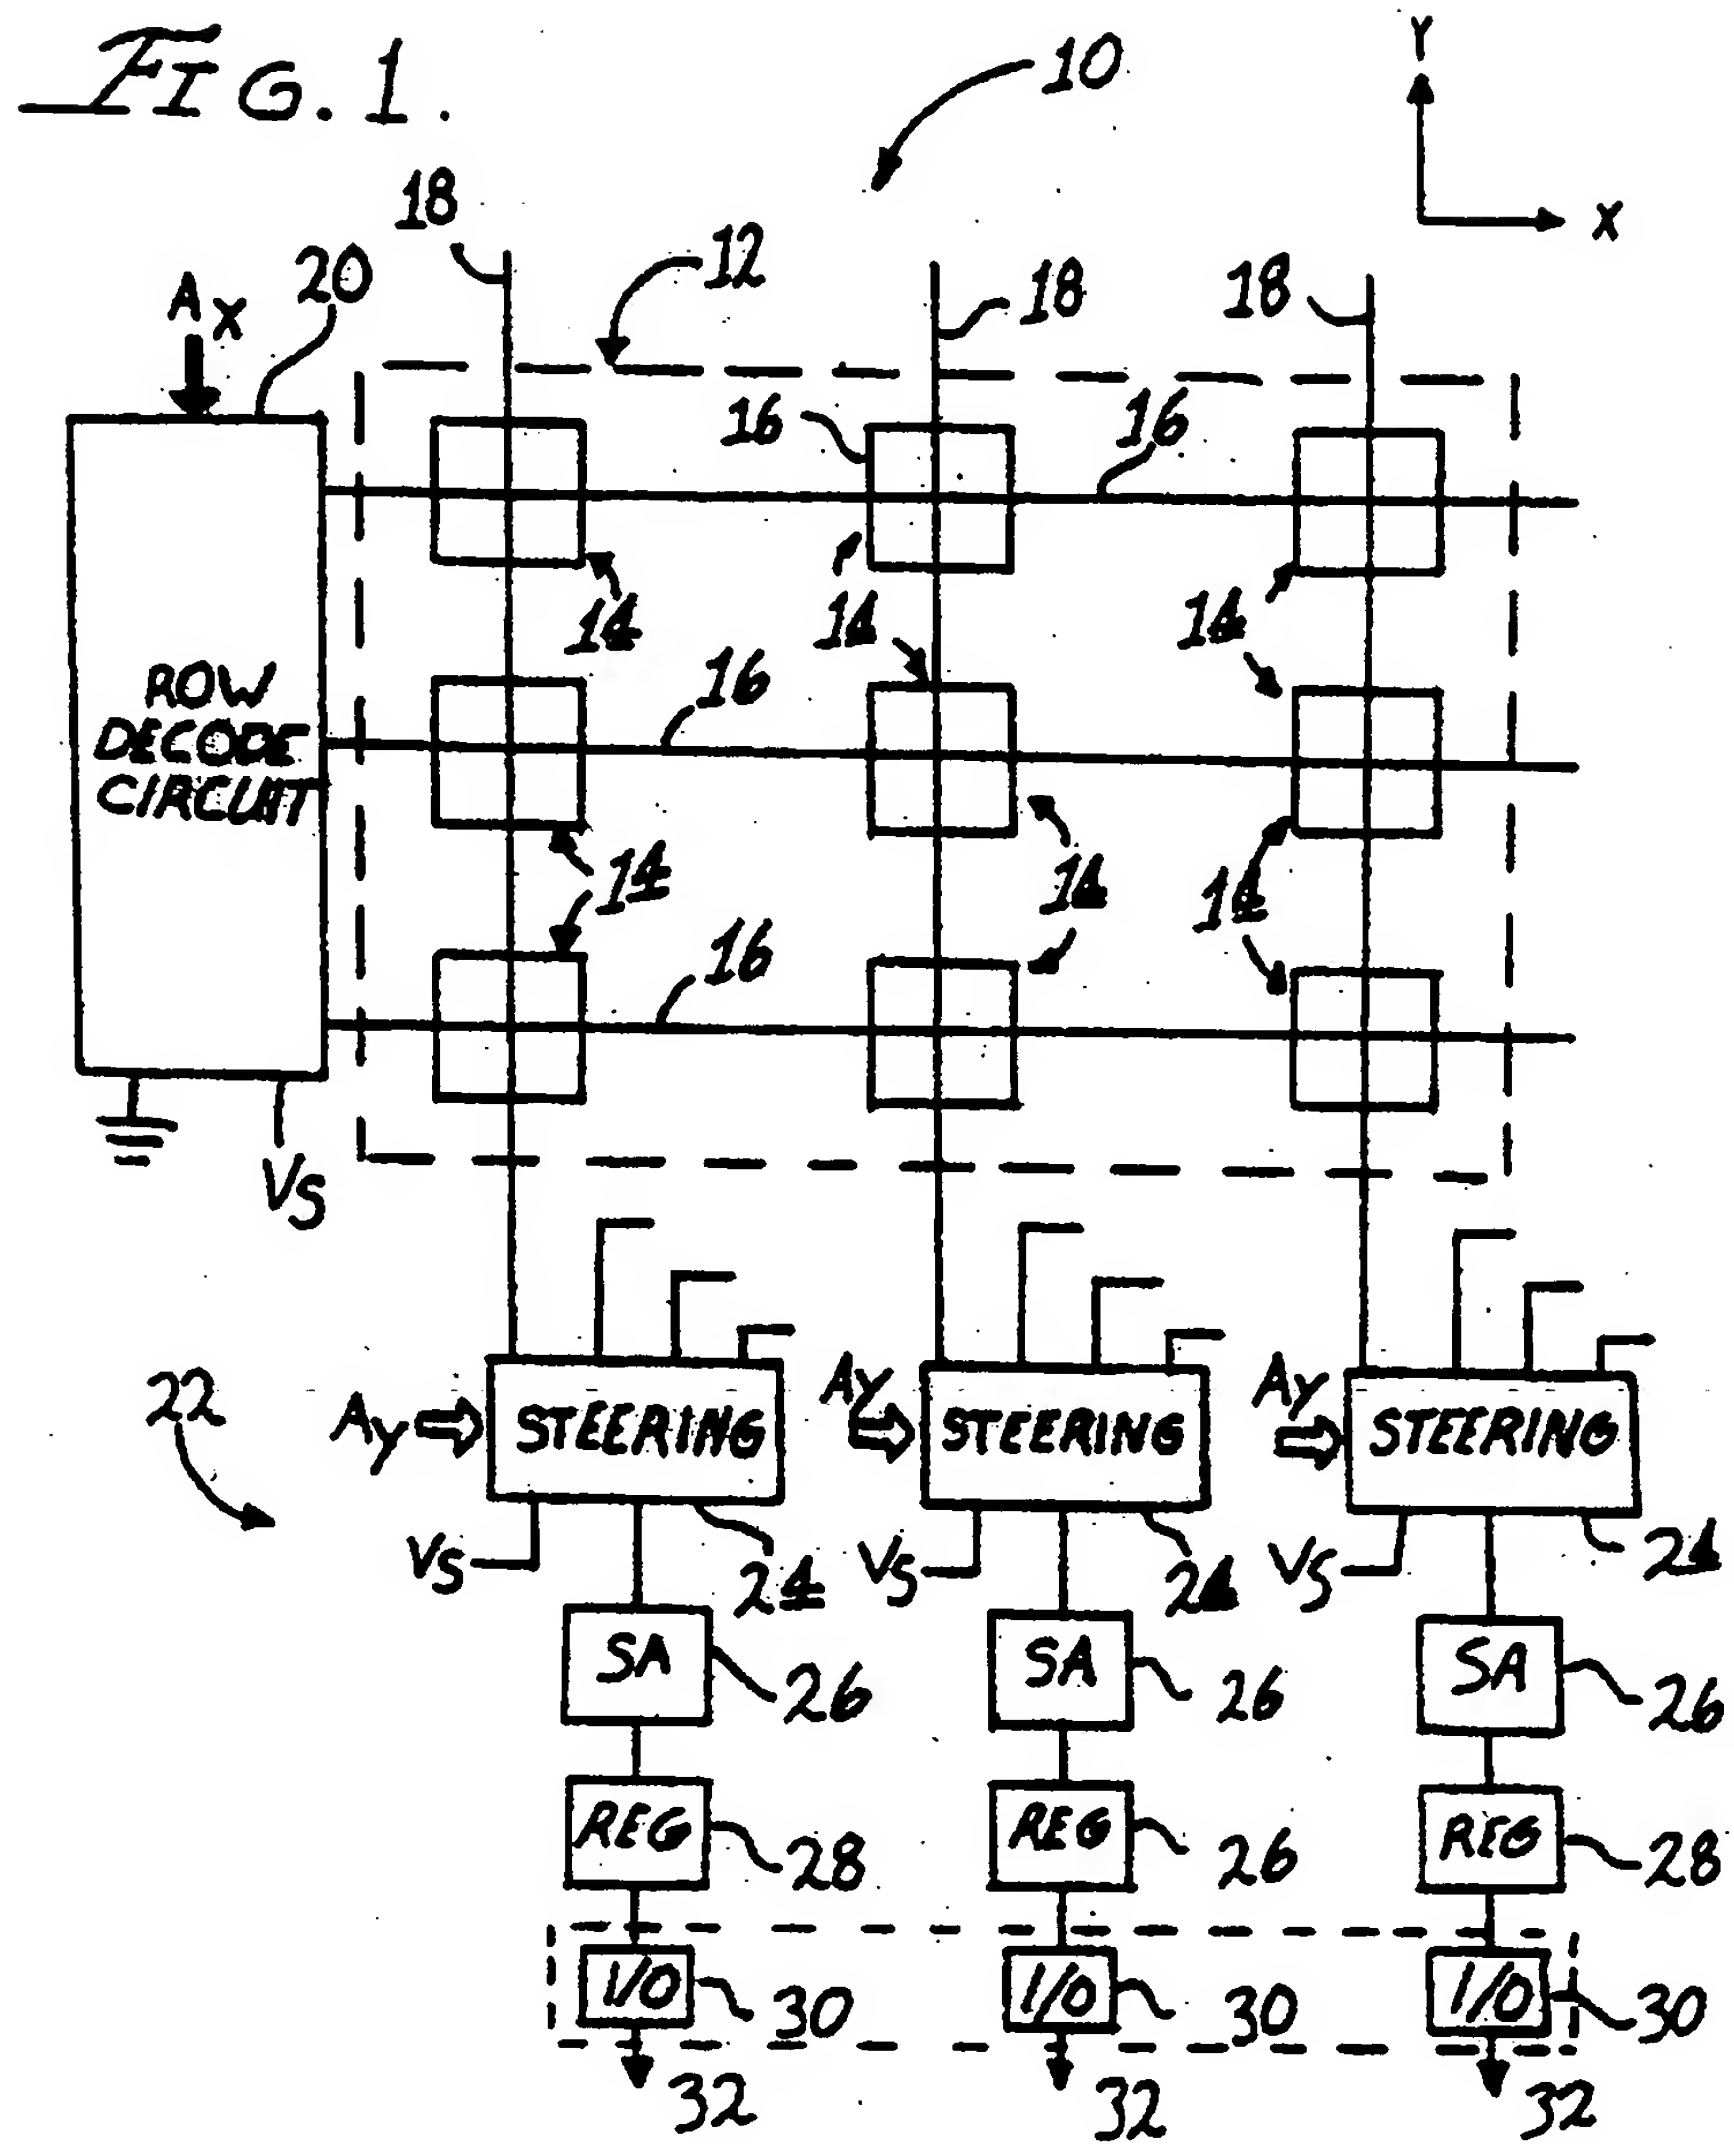 FIG. 1.
10
Y
X
18
12
18
18
20
AX
16
16
14
14
14
ROW
DECODE
CIRCUIT
16
14
14
14
16
VS
22
AY
STEERING
AY
STEERING
AY
STEERING
VS
24
VS
24
VS
24
SA
26
SA
26
SA
26
REG
28
REG
26
REG
28
I/O
30
I/O
30
I/O
30
32
32
32